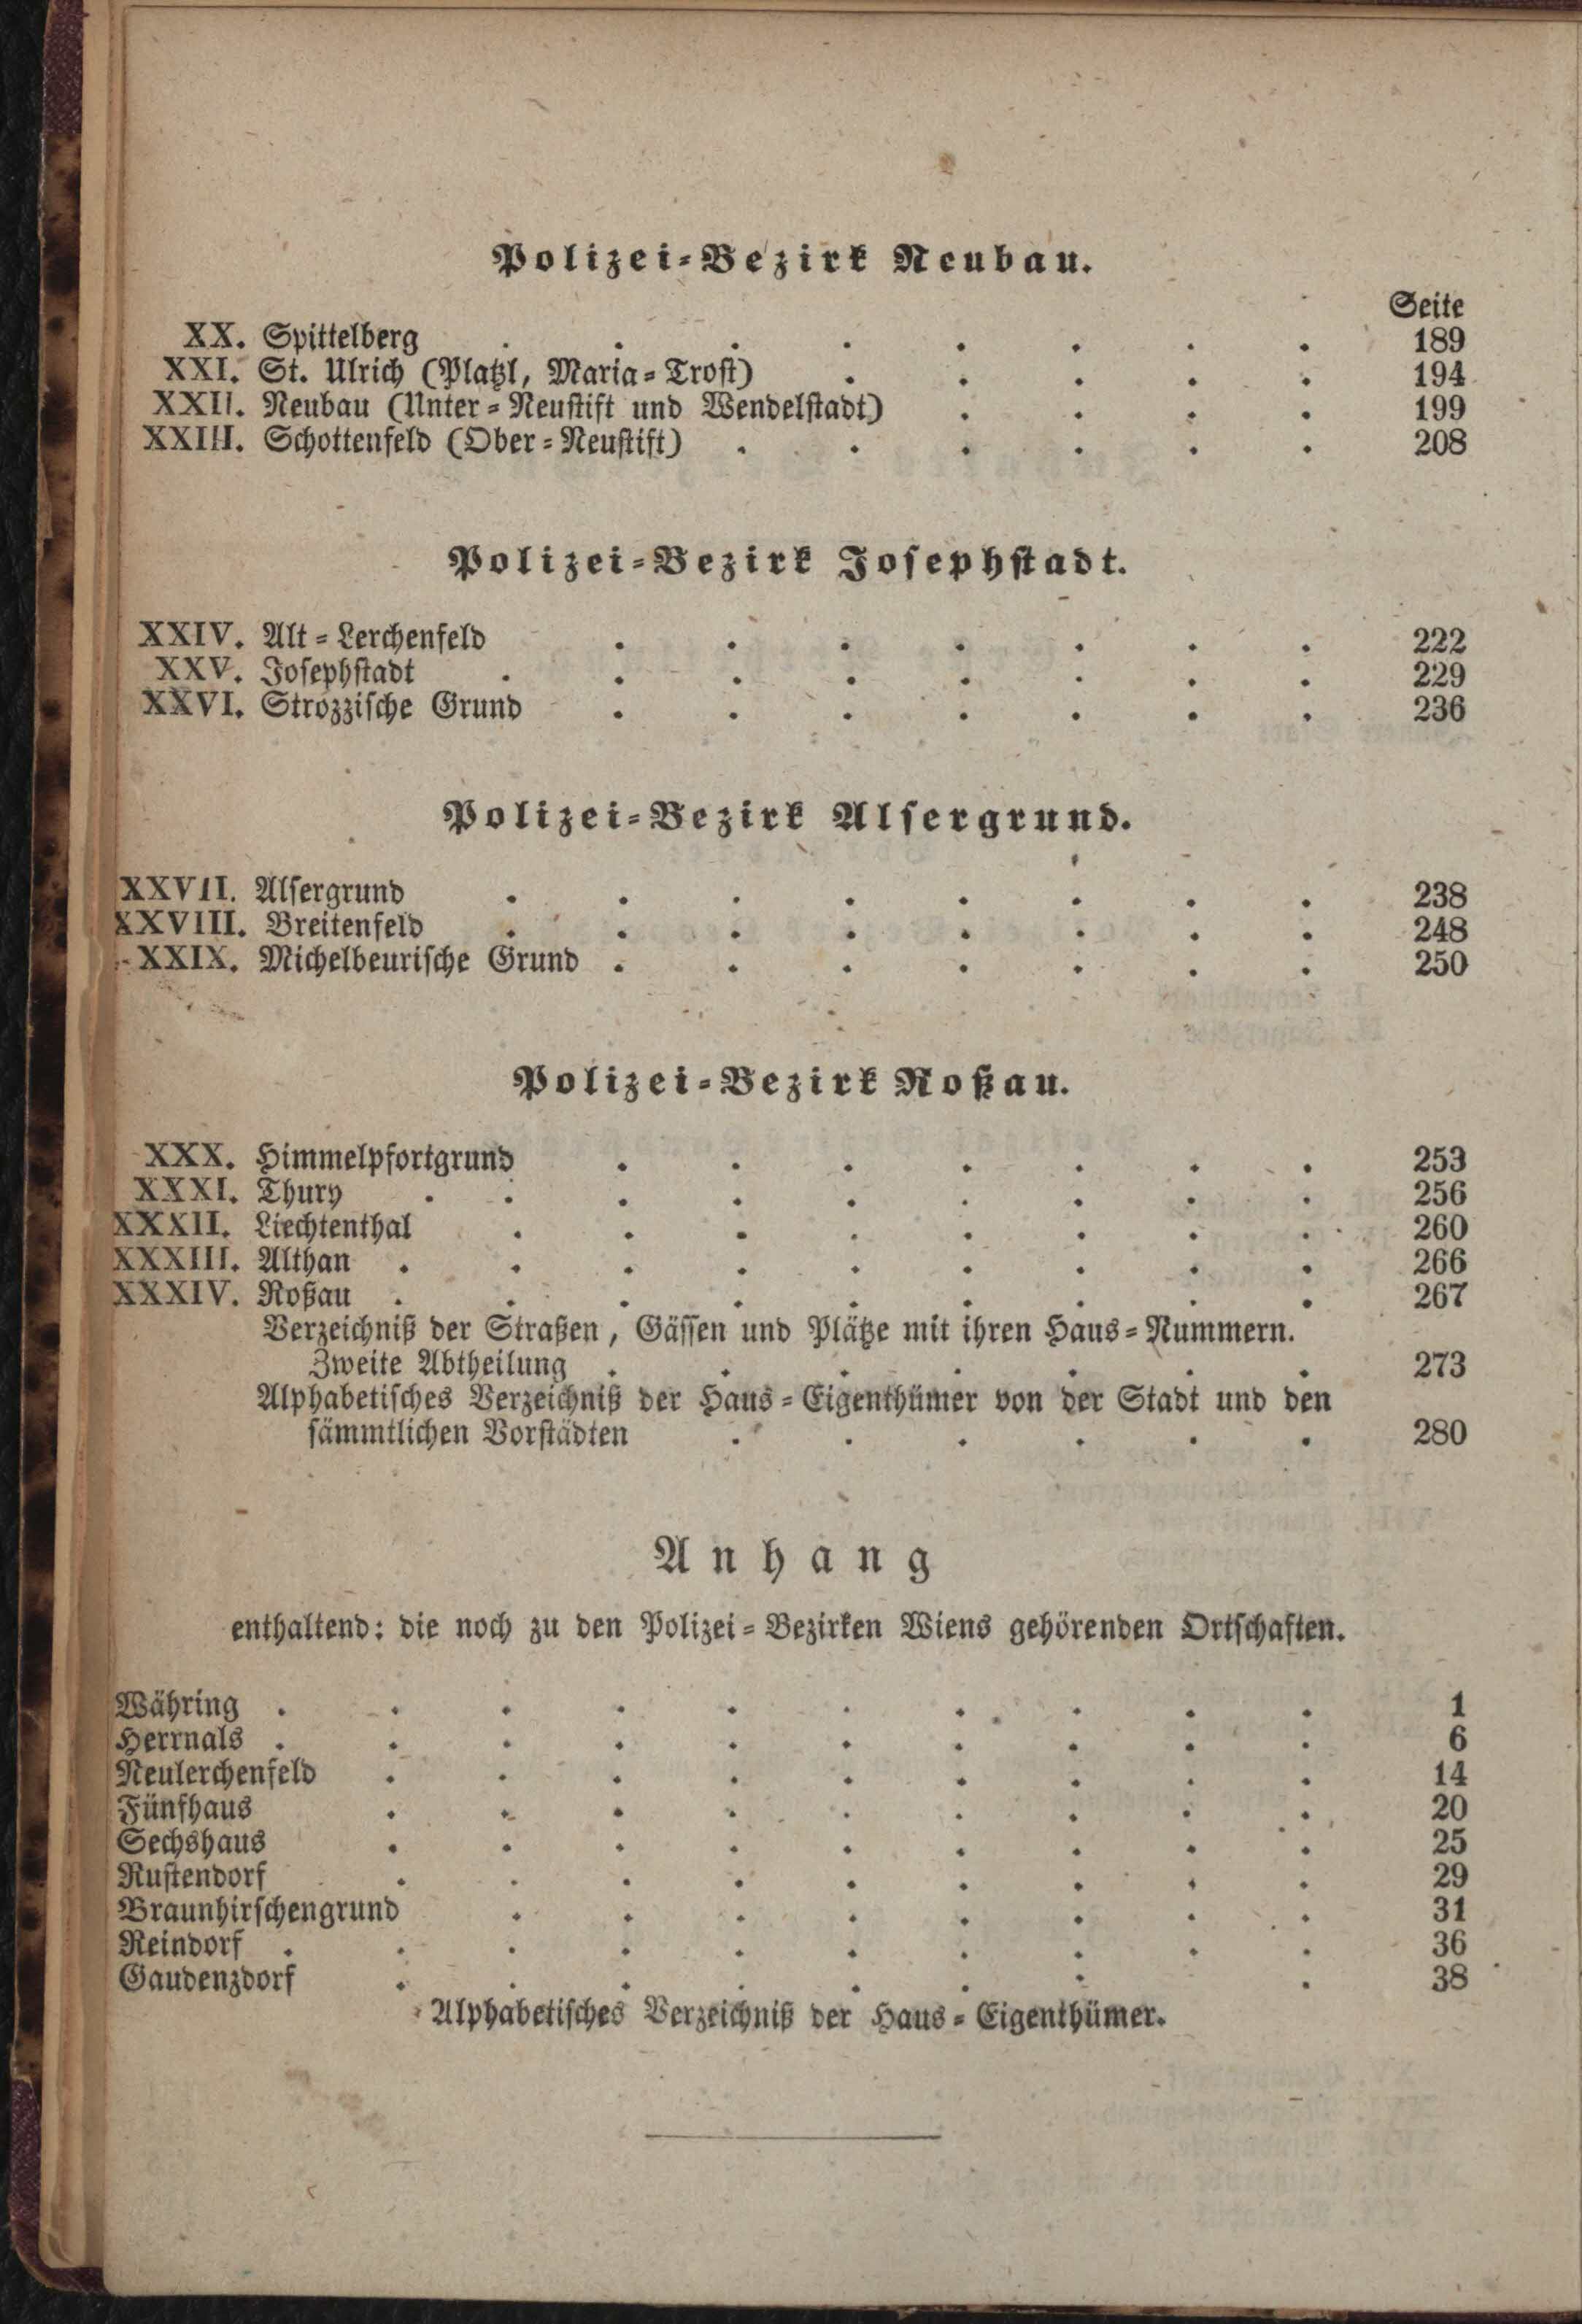 Polizei-Bezirk Neubau.
Seite
XX. Spittelberg . . . . . . . . 189
XXI. St. Ulrich (Platzl, Maria-Trost) . . . . . 194
XXII. Neubau (Unter-Neustift und Wendelstadt) . . . . 199
XXIII. Schottenfeld (Ober-Neustift) . . . . . . 208
Polizei-Bezirk Josephstadt.
XXIV. Alt-Lerchenfeld . . . . . . . 222
XXV. Josephstadt . . . . . . . . 229
XXVI. Strozzische Grund . . . . . . . 236
Polizei-Bezirk Alsergrund.
XXVII. Alsergrund . . . . . . . . 238
XXVIII. Breitenfeld . . . . . . . . 248
XXIX. Michelbeurische Grund . . . . . . . 250
Polizei-Bezirk Roßau.
XXX. Himmelpfortgrund . . . . . . . 253
XXXI. Thury . . . . . . . . . 256
XXXII. Liechtenthal . . . . . . . . 260
XXXIII. Althan . . . . . . . . . 266
XXXIV. Roßau . . . . . . . . . 267
Verzeichniß der Straßen, Gässen und Plätze mit ihren Haus-Nummern.
Zweite Abtheilung . . . . . . . 273
Alphabetisches Verzeichniß der Haus-Eigenthümer von der Stadt und den
sämmtlichen Vorstädten . . . . . . 280
Anhang
enthaltend: die noch zu den Polizei-Bezirken Wiens gehörenden Ortschaften.
Währing . . . . . . . . . . 1
Herrnals . . . . . . . . . . 6
Neulerchenfeld . . . . . . . . . 14
Fünfhaus . . . . . . . . . 20
Sechshaus . . . . . . . . . 25
Rustendorf . . . . . . . . . 29
Braunhirschengrund . . . . . . . . 31
Reindorf . . . . . . . . . . 36
Gaudenzdorf . . . . . . . . 38
Alphabetisches Verzeichniß der Haus-Eigenthümer.